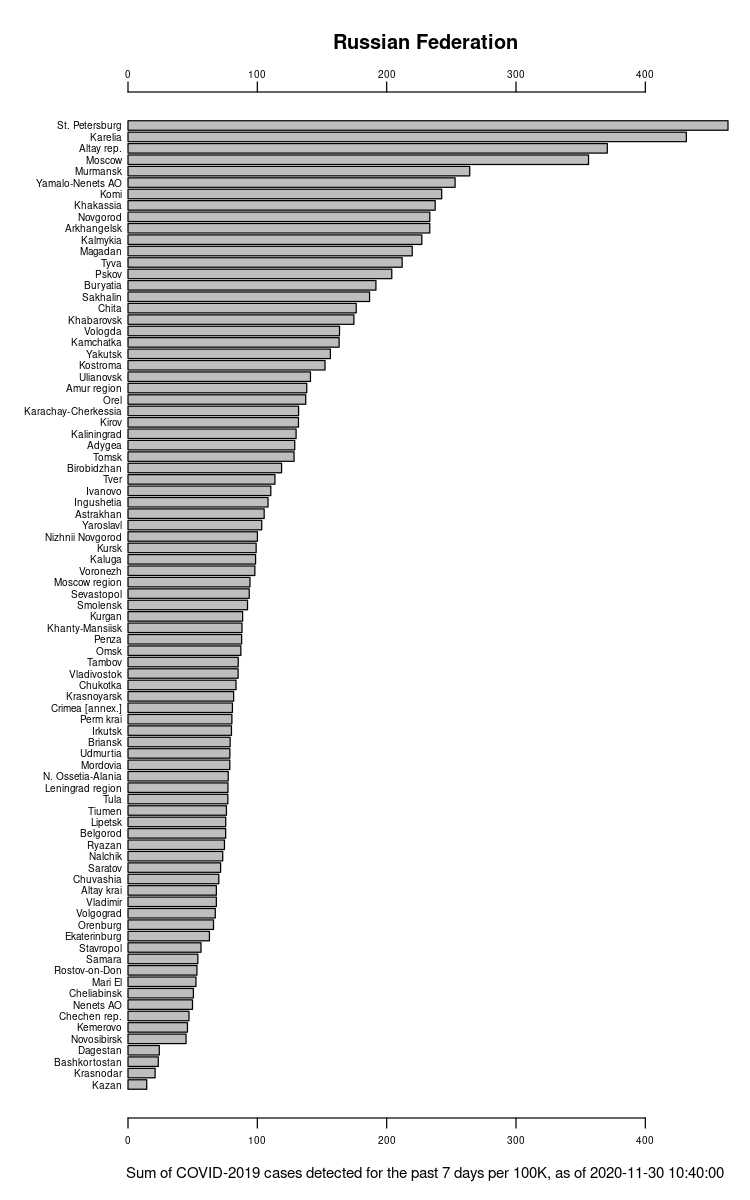 Russian Federation
0 100 200 300 400
St. Petersburg
Karelia
Altay rep.
Moscow
Murmansk
Yamalo-Nenets AO
Komi
Khakassia
Novgorod
Arkhangelsk
Kalmykia
Magadan
Tyva
Pskov
Buryatia
Sakhalin
Chita
Khabarovsk
Vologda
Kamchatka
Yakutsk
Kostroma
Ulianovsk
Amur region
Orel
Karachay-Cherkessia
Kirov
Kaliningrad
Adygea
Tomsk
Birobidzhan
Tver
Ivanovo
Ingushetia
Astrakhan
Yaroslavl
Nizhnii Novgorod
Kursk
Kaluga
Voronezh
Moscow region
Sevastopol
Smolensk
Kurgan
Khanty-Mansiisk
Penza
Omsk
Tambov
Vladivostok
Chukotka
Krasnoyarsk
Crimea [annex.]
Perm krai
Irkutsk
Briansk
Udmurtia
Mordovia
N. Ossetia-Alania
Leningrad region
Tula
Tiumen
Lipetsk
Belgorod
Ryazan
Nalchik
Saratov
Chuvashia
Altay krai
Vladimir
Volgograd
Orenburg
Ekaterinburg
Stavropol
Samara
Rostov-on-Don
Mari El
Cheliabinsk
Nenets AO
Chechen rep.
Kemerovo
Novosibirsk
Dagestan
Bashkortostan
Krasnodar
Kazan
0 100 200 300 400
Sum of COVID-2019 cases detected for the past 7 days per 100K, as of 2020-11-30 10:40:00